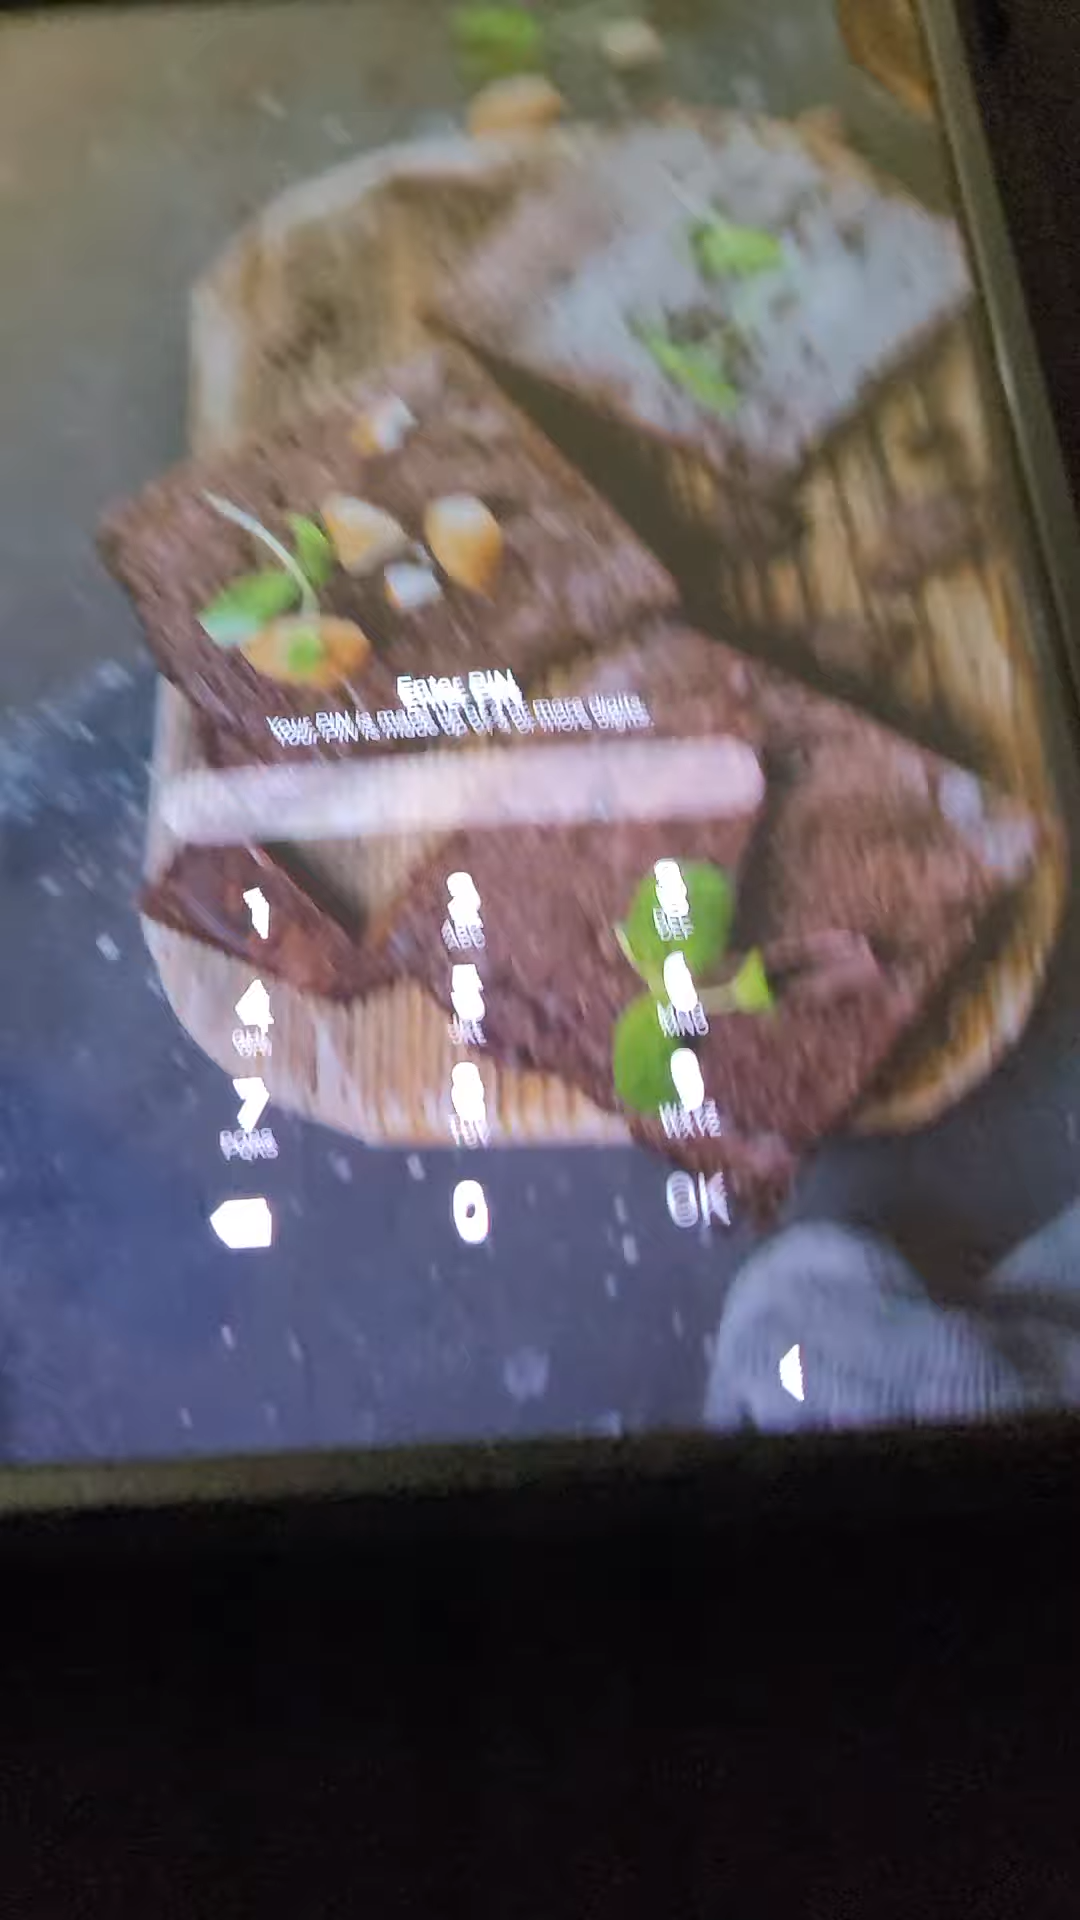 Enter PIN
Your PIN is made up of 4 or more digits.
1 2 3
ABC DEF
4 5 6
GHI JKL MNO
7 8 9
PQRS TUV WXYZ
0 OK